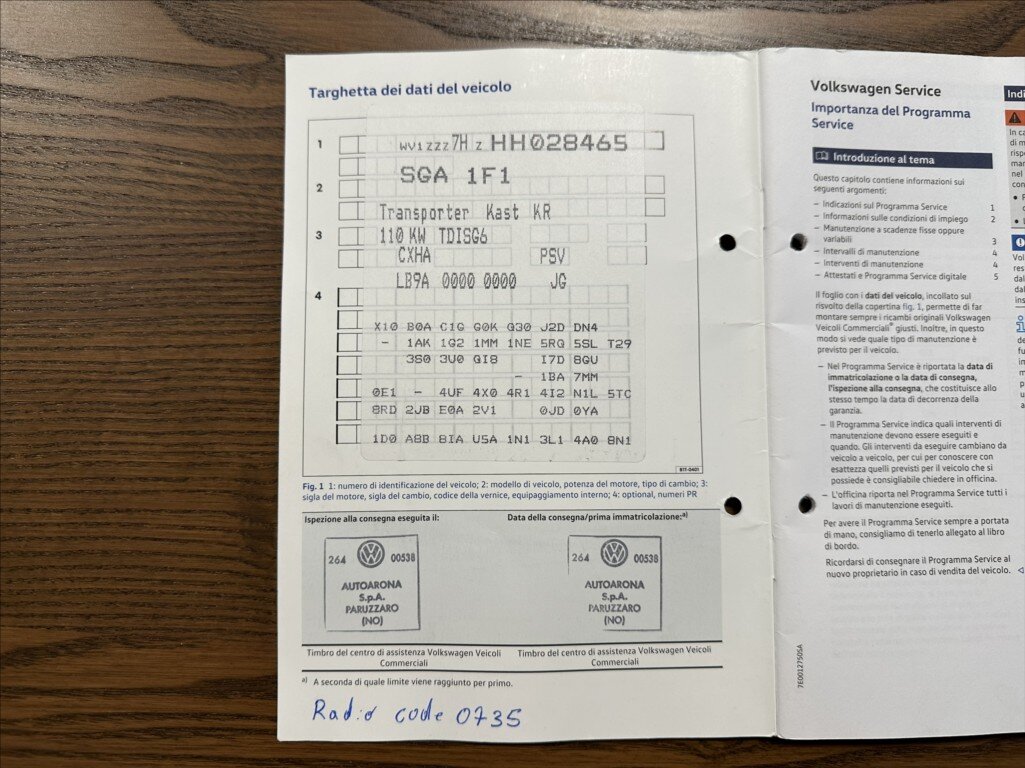 Targhetta dei dati del veicolo
1
WV1ZZZ7H Z HH028465
SGA 1F1
2
Transporter Kast KR
3
110 KW TDISG6
CXHA PSV
LB9A 0000 0000 JG
4
X10 B0A C1G G0K G30 J2D DN4
- 1AK 1G2 1MM 1NE 5RQ 5SL T29
3S0 3U0 QI8 I7D 8GU
- 1BA 7MM
0E1 - 4UF 4X0 4R1 4I2 N1L 5TC
8RD 2JB E0A 2V1 0JD 0YA
1D0 A8B 8IA U5A 1N1 3L1 4A0 8N1
B1T-0401
Fig. 1 1: numero di identificazione del veicolo; 2: modello di veicolo, potenza del motore, tipo di cambio; 3:
sigla del motore, sigla del cambio, codice della vernice, equipaggiamento interno; 4: optional, numeri PR
Ispezione alla consegna eseguita il: Data della consegna/prima immatricolazione:a)
264 00538
AUTOARONA
S.p.A.
PARUZZARO
(NO)
264 00538
AUTOARONA
S.p.A.
PARUZZARO
(NO)
Timbro del centro di assistenza Volkswagen Veicoli
Commerciali
Timbro del centro di assistenza Volkswagen Veicoli
Commerciali
a) A seconda di quale limite viene raggiunto per primo.
Radio code 0735
Volkswagen Service
Importanza del Programma
Service
Introduzione al tema
Questo capitolo contiene informazioni sui
seguenti argomenti:
– Indicazioni sul Programma Service 1
– Informazioni sulle condizioni di impiego 2
– Manutenzione a scadenze fisse oppure
variabili 3
– Intervalli di manutenzione 4
– Interventi di manutenzione 4
– Attestati e Programma Service digitale 5
Il foglio con i dati del veicolo, incollato sul
risvolto della copertina fig. 1, permette di far
montare sempre i ricambi originali Volkswagen
Veicoli Commerciali® giusti. Inoltre, in questo
modo si vede quale tipo di manutenzione è
previsto per il veicolo.
– Nel Programma Service è riportata la data di
immatricolazione o la data di consegna,
l'ispezione alla consegna, che costituisce allo
stesso tempo la data di decorrenza della
garanzia.
– Il Programma Service indica quali interventi di
manutenzione devono essere eseguiti e
quando. Gli interventi da eseguire cambiano da
veicolo a veicolo, per cui per conoscere con
esattezza quelli previsti per il veicolo che si
possiede è consigliabile chiedere in officina.
– L'officina riporta nel Programma Service tutti i
lavori di manutenzione eseguiti.
Per avere il Programma Service sempre a portata
di mano, consigliamo di tenerlo allegato al libro
di bordo.
Ricordarsi di consegnare il Programma Service al
nuovo proprietario in caso di vendita del veicolo.
7E0012750SA